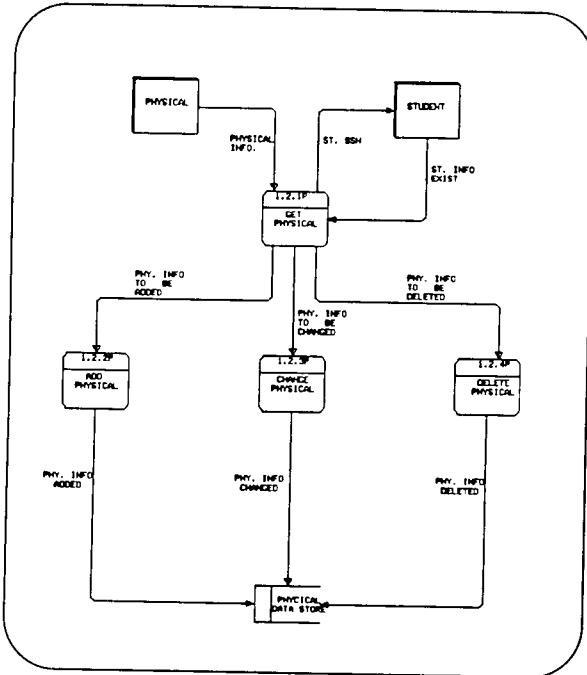 PHYSICAL
STUDENT
PHYSICAL
INFO.
ST. SSN
ST. INFO
EXIST
1.2.1P
GET
PHYSICAL
PHY. INFO
TO BE
ADDED
PHY. INFO
TO BE
CHANGED
PHY. INFO
TO BE
DELETED
1.2.2P
ADD
PHYSICAL
1.2.3P
CHANGE
PHYSICAL
1.2.4P
DELETE
PHYSICAL
PHY. INFO
ADDED
PHY. INFO
CHANGED
PHY. INFO
DELETED
PHYCICAL
DATA STORE